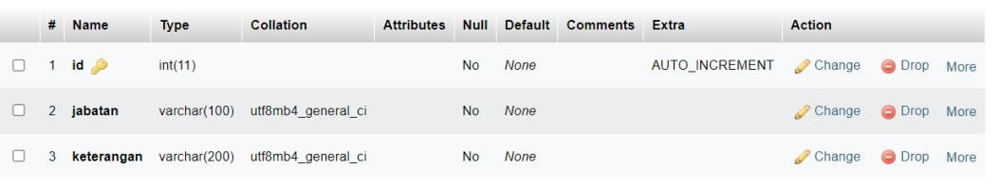 # Name Type Collation Attributes Null Default Comments Extra Action
1 id int(11) No None AUTO_INCREMENT Change Drop More
2 jabatan varchar(100) utf8mb4_general_ci No None Change Drop More
3 keterangan varchar(200) utf8mb4_general_ci No None Change Drop More